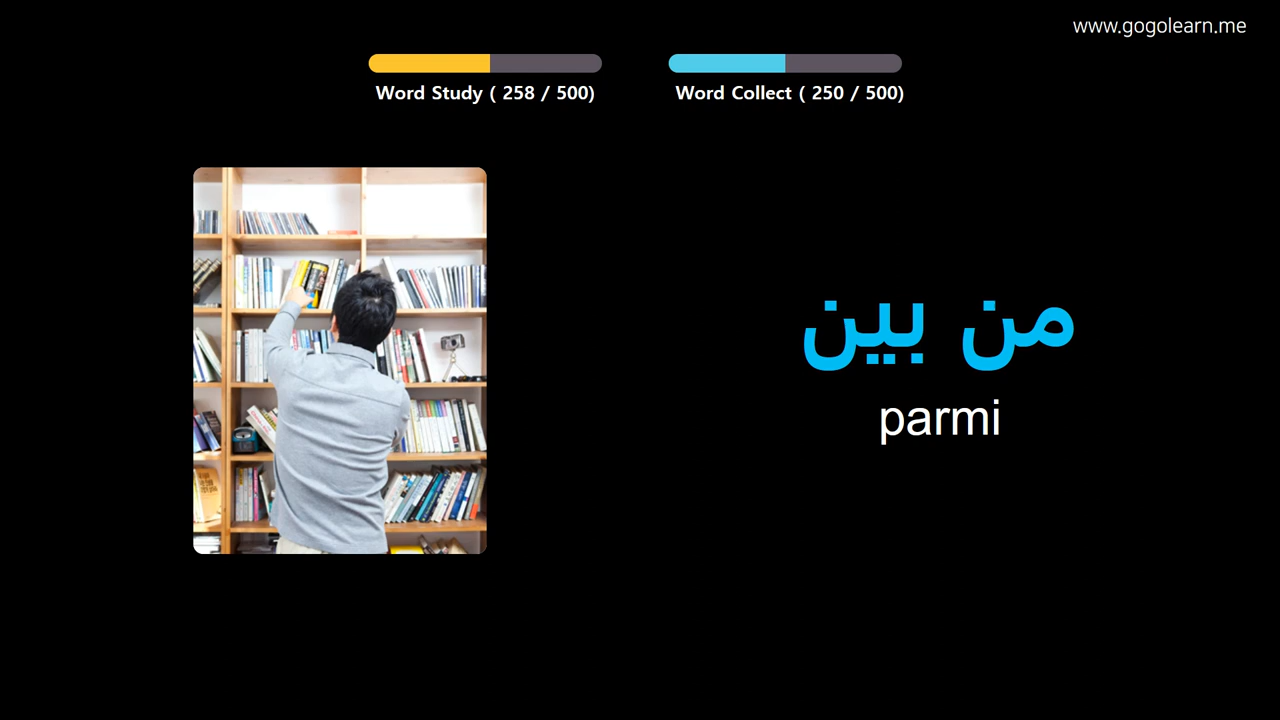 www.gogolearn.me
Word Study ( 258 / 500)
Word Collect ( 250 / 500)
من بين
parmi